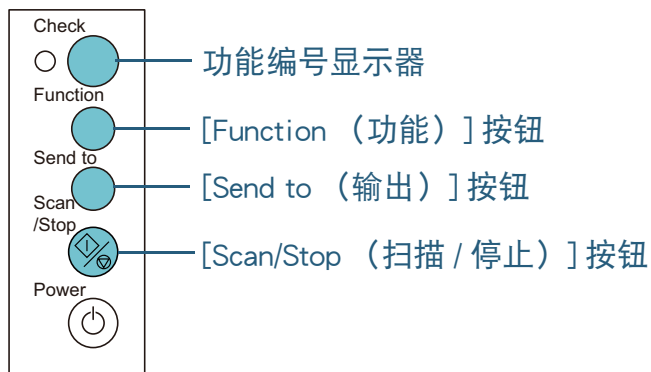 Check
功能编号显示器
Function
[Function （功能）] 按钮
Send to
[Send to （输出）] 按钮
Scan
/Stop
[Scan/Stop （扫描 / 停止）] 按钮
Power